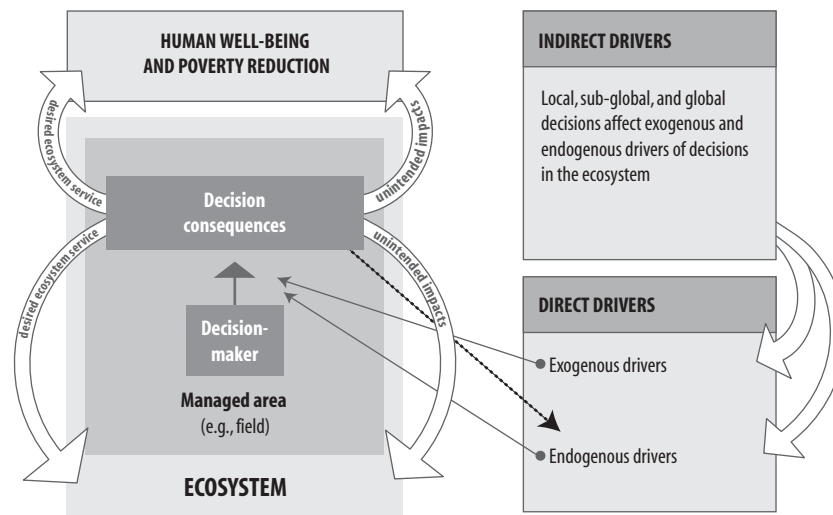 HUMAN WELL-BEING
AND POVERTY REDUCTION
desired ecosystem service
unintended impacts
Decision
consequences
desired ecosystem service
unintended impacts
Decision-
maker
Managed area
(e.g., field)
ECOSYSTEM
INDIRECT DRIVERS
Local, sub-global, and global
decisions affect exogenous and
endogenous drivers of decisions
in the ecosystem
DIRECT DRIVERS
Exogenous drivers
Endogenous drivers